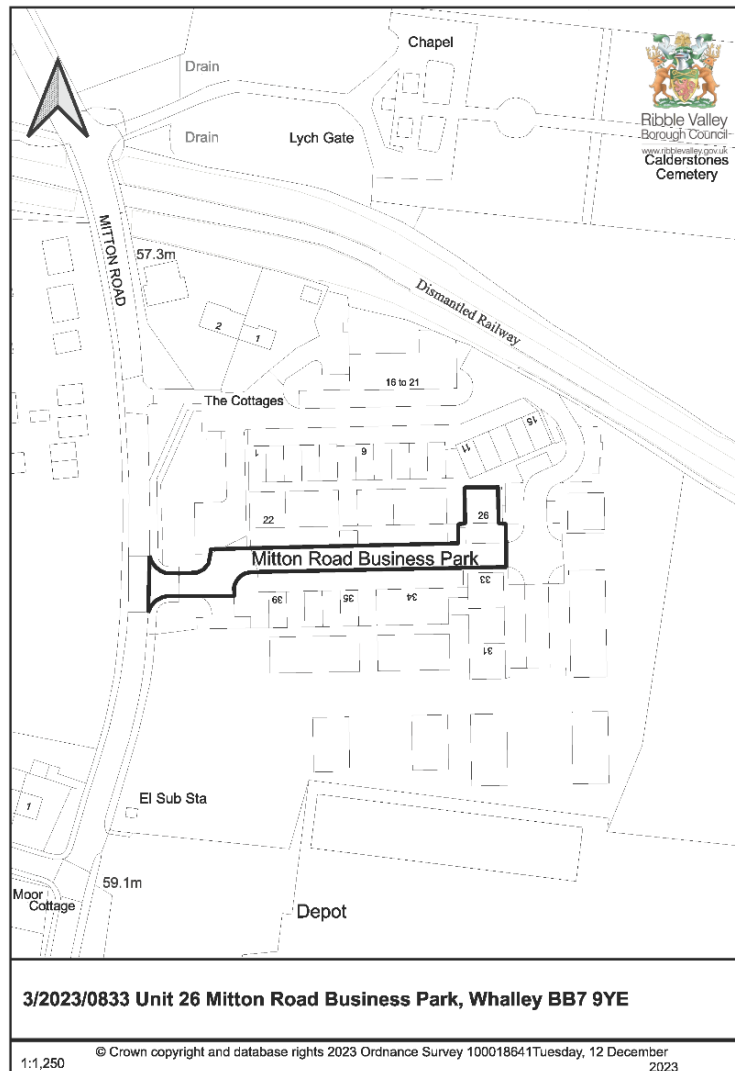 Chapel
Drain
Ribble Valley
Borough Council
www.ribblevalley.gov.uk
Calderstones
Cemetery
Drain
Lych Gate
MITTON ROAD
57.3m
Dismantled Railway
2
1
16 to 21
The Cottages
1
6
11
15
22
26
Mitton Road Business Park
33
39
35
34
31
El Sub Sta
1
59.1m
Moor
Cottage
Depot
3/2023/0833 Unit 26 Mitton Road Business Park, Whalley BB7 9YE
© Crown copyright and database rights 2023 Ordnance Survey 100018641Tuesday, 12 December
2023
1:1,250